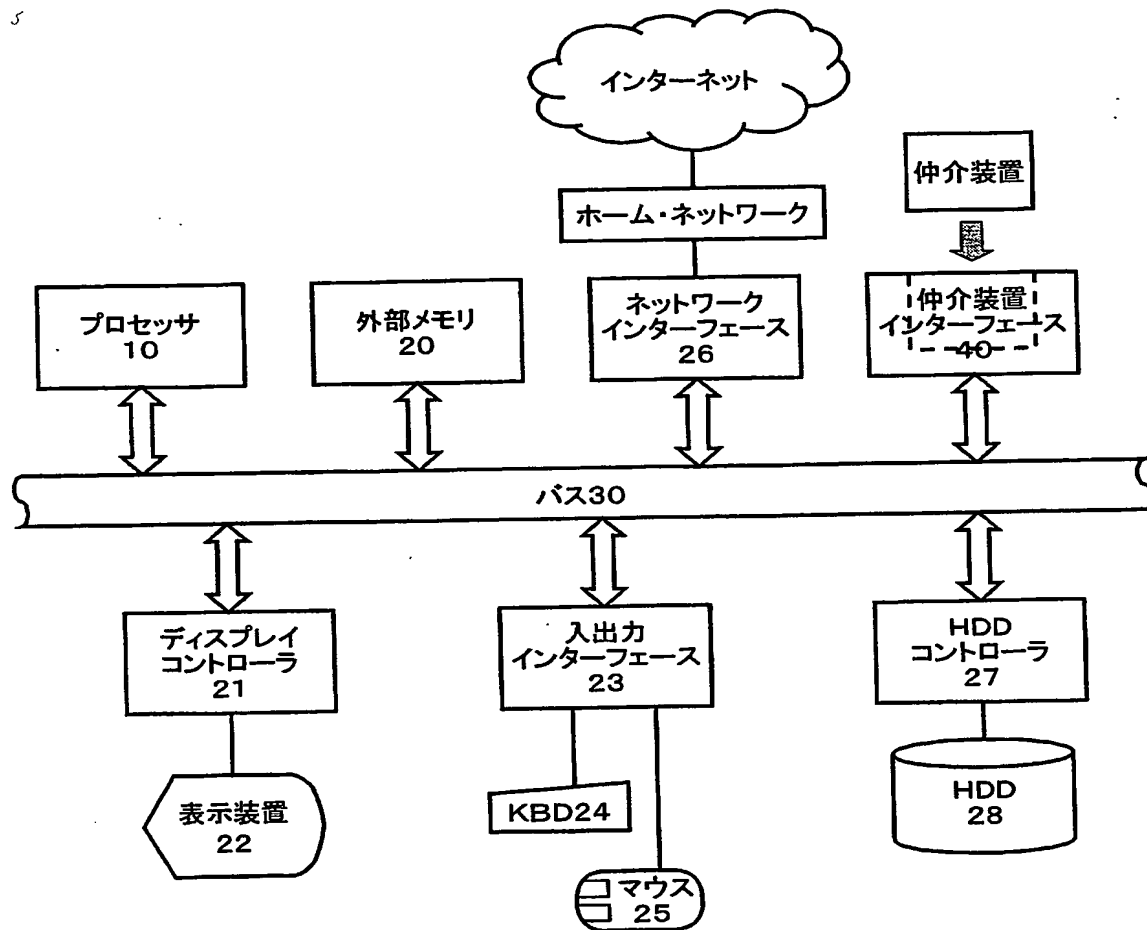 5
インターネット
仲介装置
ホーム・ネットワーク
プロセッサ
10
外部メモリ
20
ネットワーク
インターフェース
26
仲介装置
インターフェース
40
バス30
ディスプレイ
コントローラ
21
入出力
インターフェース
23
HDD
コントローラ
27
表示装置
22
KBD24
HDD
28
マウス
25